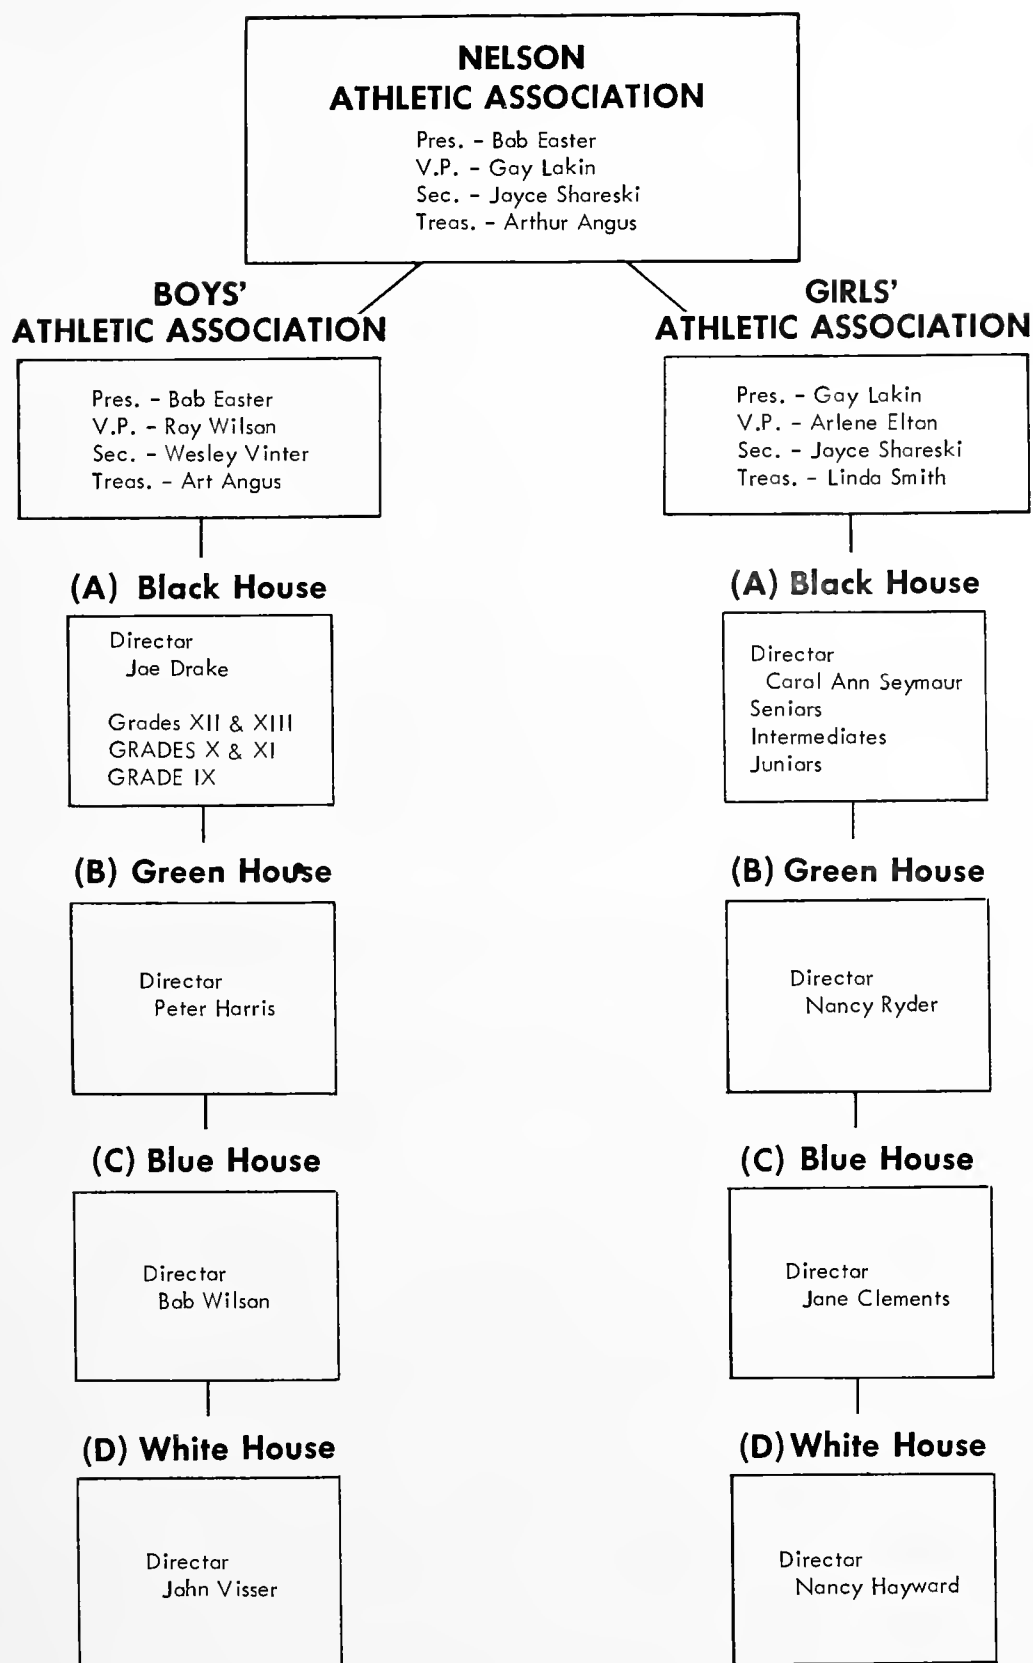 NELSON
ATHLETIC ASSOCIATION
Pres. - Bob Easter
V.P. - Gay Lakin
Sec. - Joyce Shareski
Treas. - Arthur Angus
BOYS'
ATHLETIC ASSOCIATION
Pres. - Bob Easter
V.P. - Ray Wilson
Sec. - Wesley Vinter
Treas. - Art Angus
(A) Black House
Director
Joe Drake
Grades XII & XIII
GRADES X & XI
GRADE IX
(B) Green House
Director
Peter Harris
(C) Blue House
Director
Bob Wilson
(D) White House
Director
John Visser
GIRLS'
ATHLETIC ASSOCIATION
Pres. - Gay Lakin
V.P. - Arlene Elton
Sec. - Joyce Shareski
Treas. - Linda Smith
(A) Black House
Director
Carol Ann Seymour
Seniors
Intermediates
Juniors
(B) Green House
Director
Nancy Ryder
(C) Blue House
Director
Jane Clements
(D) White House
Director
Nancy Hayward